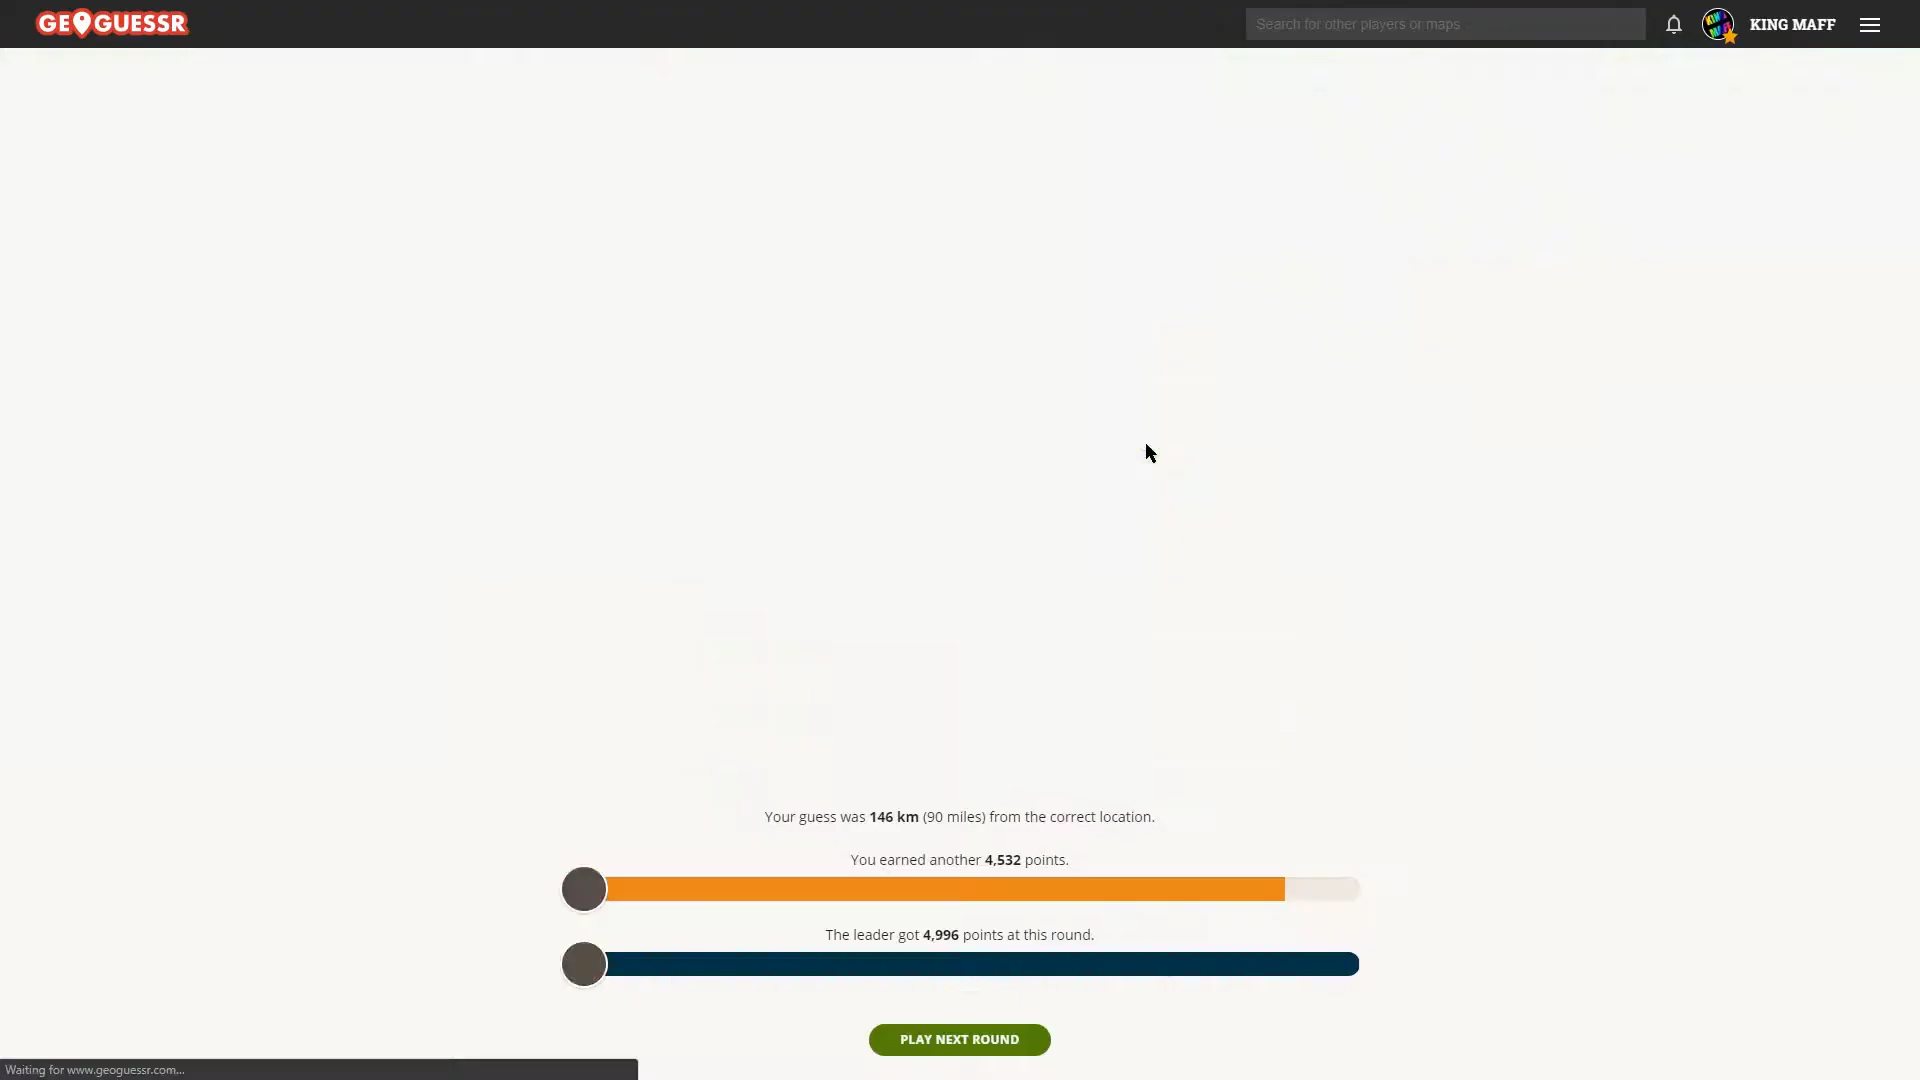 GEOGUESSR
Search for other players or maps
KING MAFF
Your guess was 146 km (90 miles) from the correct location.
You earned another 4,532 points.
The leader got 4,996 points at this round.
PLAY NEXT ROUND
Waiting for www.geoguessr.com...